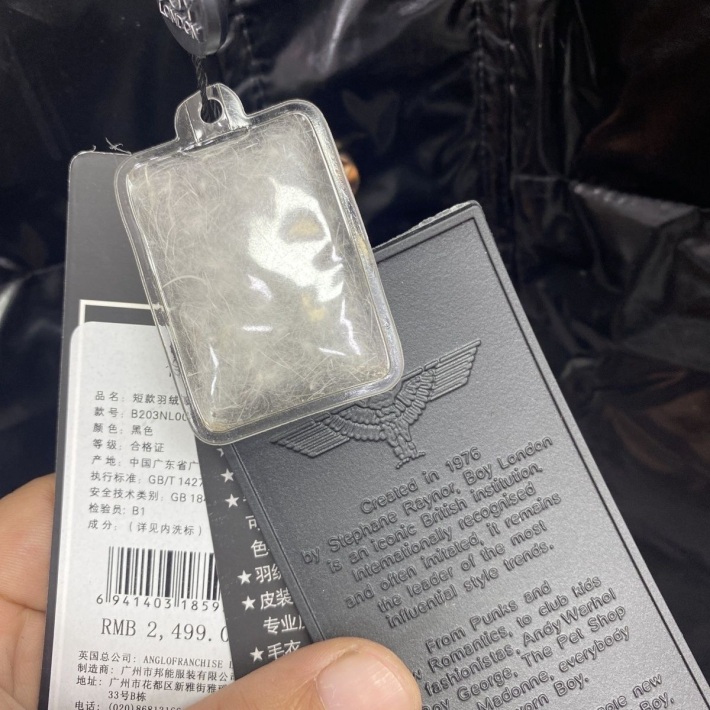 London
品名: 短款羽绒
款号: B203NL00
颜色: 黑色
等级: 合格证
产地: 中国广东省广
执行标准: GB/T 1427
安全技术类别: GB 184
检验员: B1
成分: (详见内洗标)
6 941403 1859
RMB 2,499.0
英国总公司: ANGLOFRANCHISE
制造商: 广州市邦能服装有限
地址: 广州市花都区新雅街雅
33号B栋
电话: (020)868
可
色
★羽绒
★皮装
专业
★毛衣
Created in 1976
by Stephane Raynor, Boy London
is an iconic British institution.
Internationally recognised
and often imitated, it remains
the leader of the most
influential style trends.
From Punks and
Romantics, to club kids
fashionistas, Andy Warhol
Boy George, The Pet Shop
Madonne, everybody
worn Boy.
new